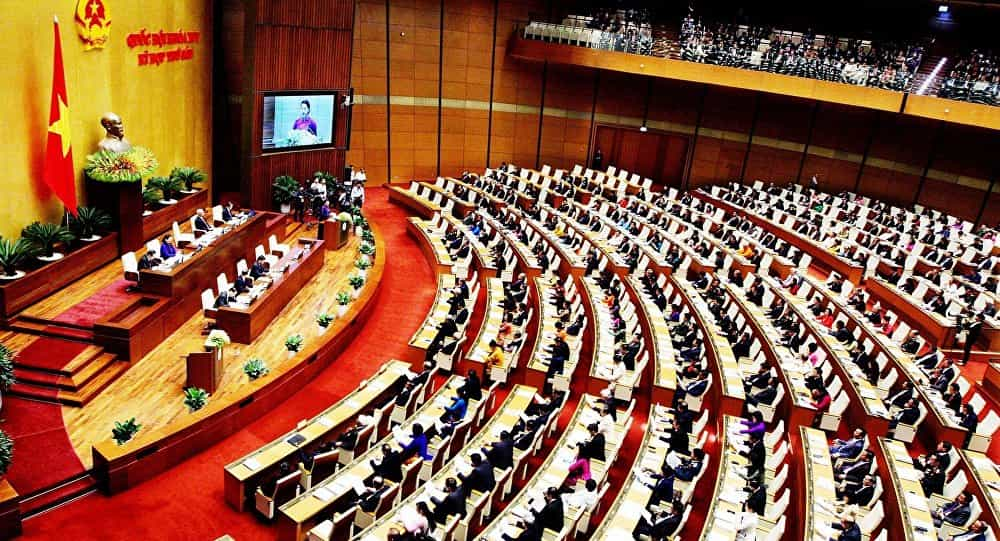 QUỐC HỘI KHÓA XIV
KỲ HỌP THỨ